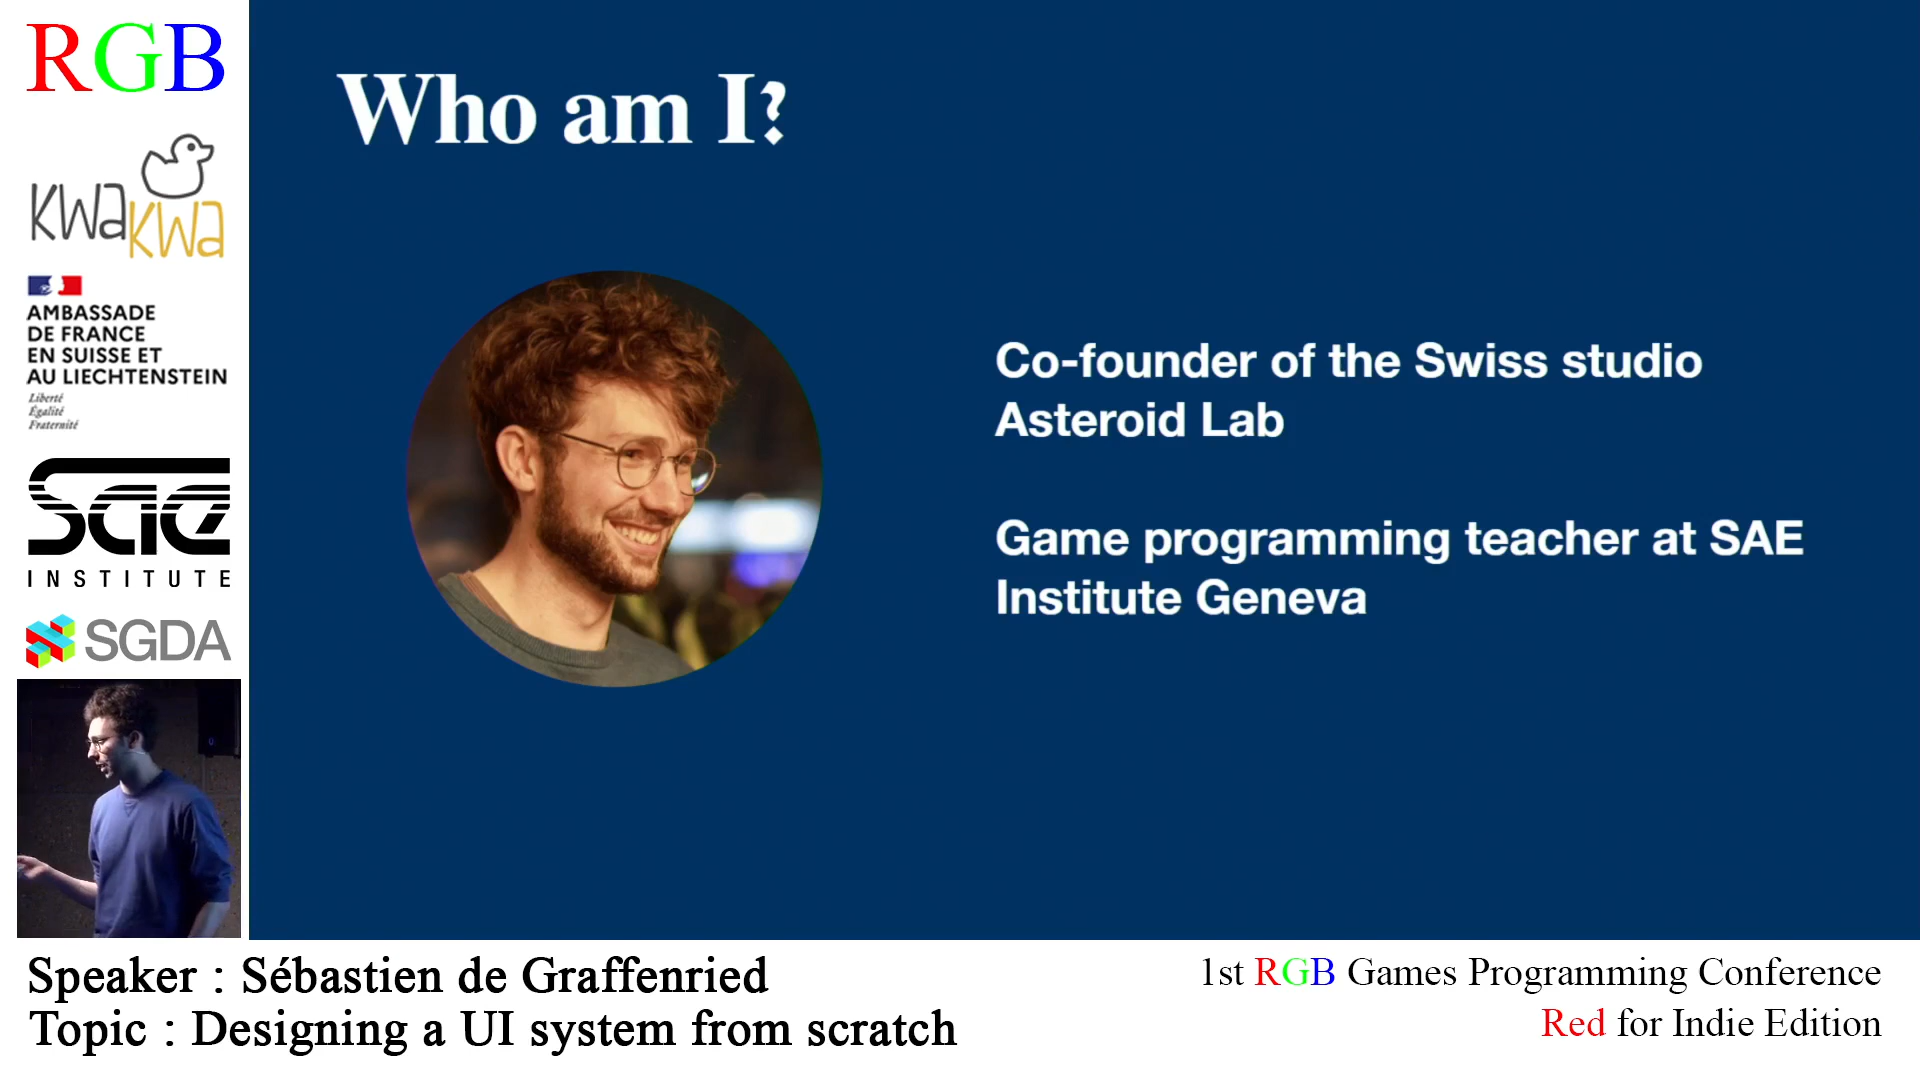 RGB
KWAKWA
AMBASSADE
DE FRANCE
EN SUISSE ET
AU LIECHTENSTEIN
Liberté
Égalité
Fraternité
sae
INSTITUTE
SGDA
Who am I?
Co-founder of the Swiss studio
Asteroid Lab
Game programming teacher at SAE
Institute Geneva
Speaker : Sébastien de Graffenried
Topic : Designing a UI system from scratch
1st RGB Games Programming Conference
Red for Indie Edition